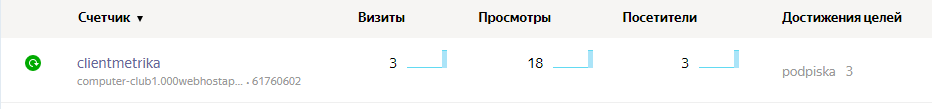 Счетчик ▼ Визиты Просмотры Посетители Достижения целей
clientmetrika 3 18 3 podpiska 3
computer-club1.000webhostap... • 61760602